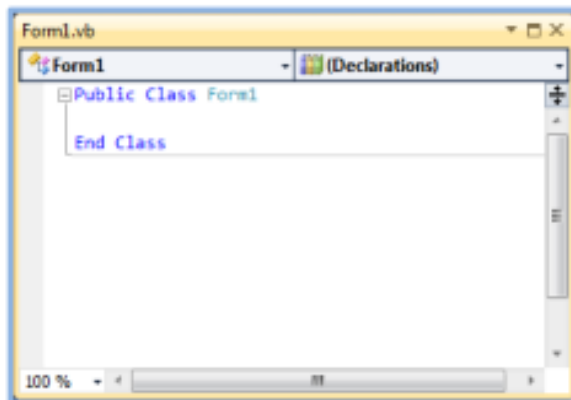 Form1.vb
Form1 (Declarations)
Public Class Form1
End Class
100 %